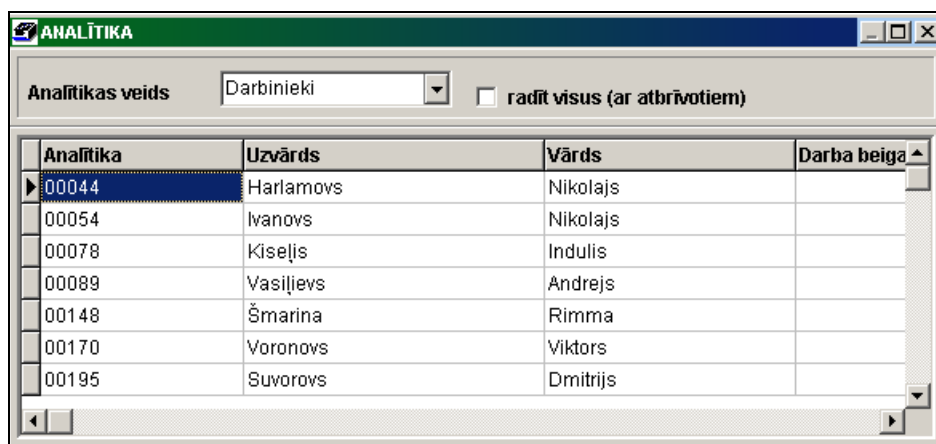 ANALĪTIKA
Analītikas veids Darbinieki radīt visus (ar atbrīvotiem)
Analītika Uzvārds Vārds Darba beiga
00044 Harlamovs Nikolajs
00054 Ivanovs Nikolajs
00078 Kiseļis Indulis
00089 Vasiļievs Andrejs
00148 Šmarina Rimma
00170 Voronovs Viktors
00195 Suvorovs Dmitrijs